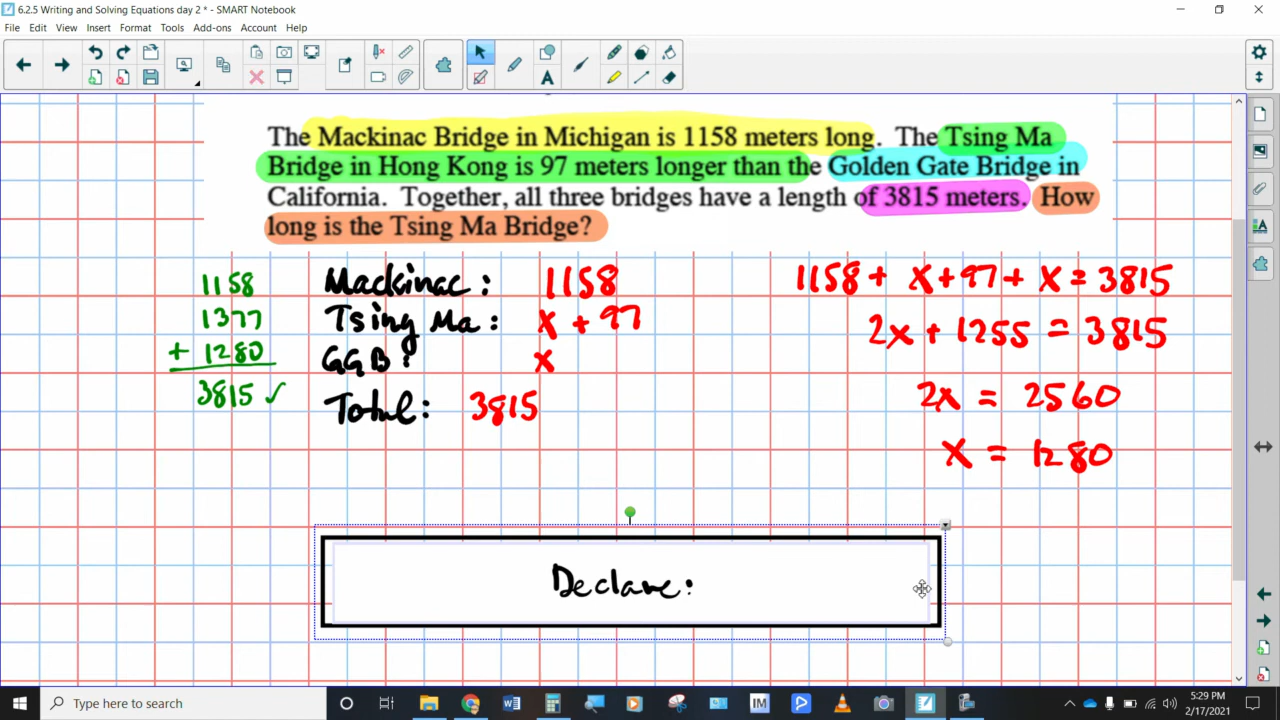 6.2.5 Writing and Solving Equations day 2 * - SMART Notebook
File Edit View Insert Format Tools Add-ons Account Help
The Mackinac Bridge in Michigan is 1158 meters long. The Tsing Ma
Bridge in Hong Kong is 97 meters longer than the Golden Gate Bridge in
California. Together, all three bridges have a length of 3815 meters. How
long is the Tsing Ma Bridge?
1158
1377
+ 1280
3815 ✓
Mackinac: 1158
Tsing Ma: x + 97
GGB: x
Total: 3815
1158 + x + 97 + x = 3815
2x + 1255 = 3815
2x = 2560
x = 1280
Declare:
Type here to search
5:29 PM
2/17/2021